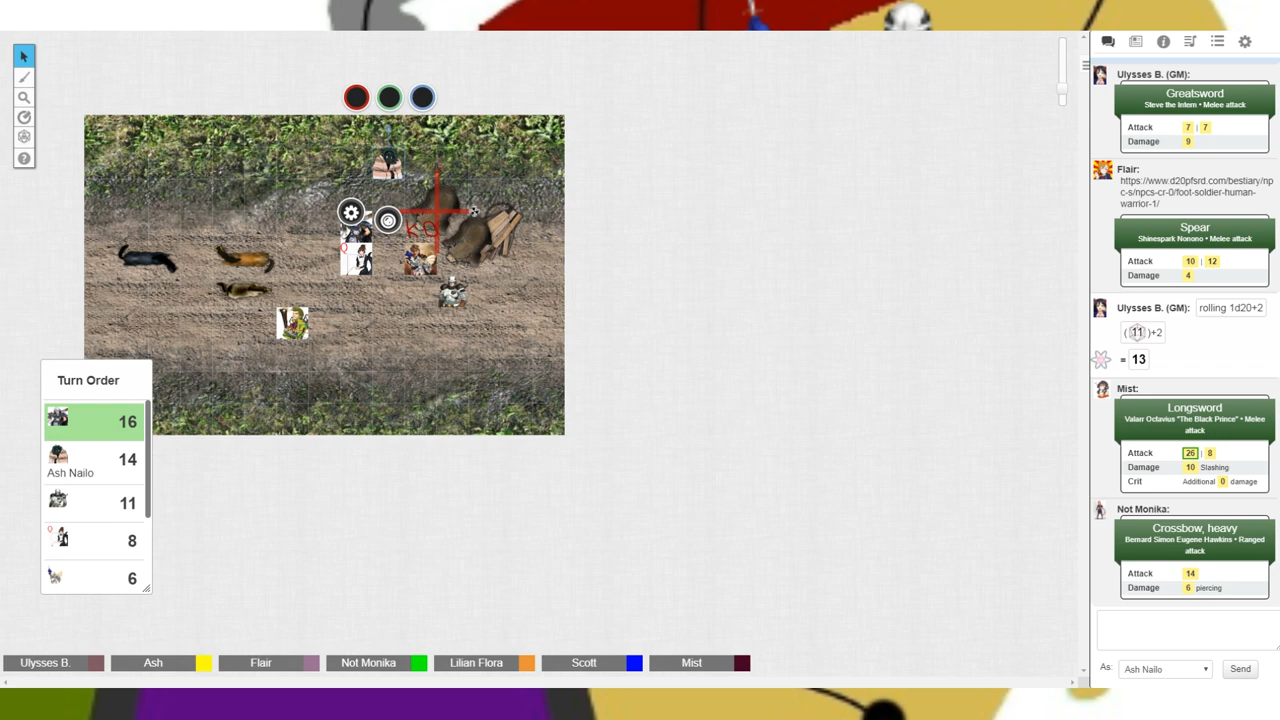 Ulysses B. (GM):
Greatsword
Steve the Intern • Melee attack
Attack 7 | 7
Damage 9
Flair:
https://www.d20pfsrd.com/bestiary/np
c-s/npcs-cr-0/foot-soldier-human-
warrior-1/
Spear
Shinespark Nonono • Melee attack
Attack 10 | 12
Damage 4
Ulysses B. (GM): rolling 1d20+2
(11)+2
= 13
Mist:
Longsword
Valarr Octavius "The Black Prince" • Melee
attack
Attack 26 | 8
Damage 10 Slashing
Crit Additional 0 damage
Not Monika:
Crossbow, heavy
Bernard Simon Eugene Hawkins • Ranged
attack
Attack 14
Damage 6 piercing
As: Ash Nailo Send
KO
Q
Turn Order
16
14
Ash Nailo
11
Q 8
6
Ulysses B. Ash Flair Not Monika Lilian Flora Scott Mist